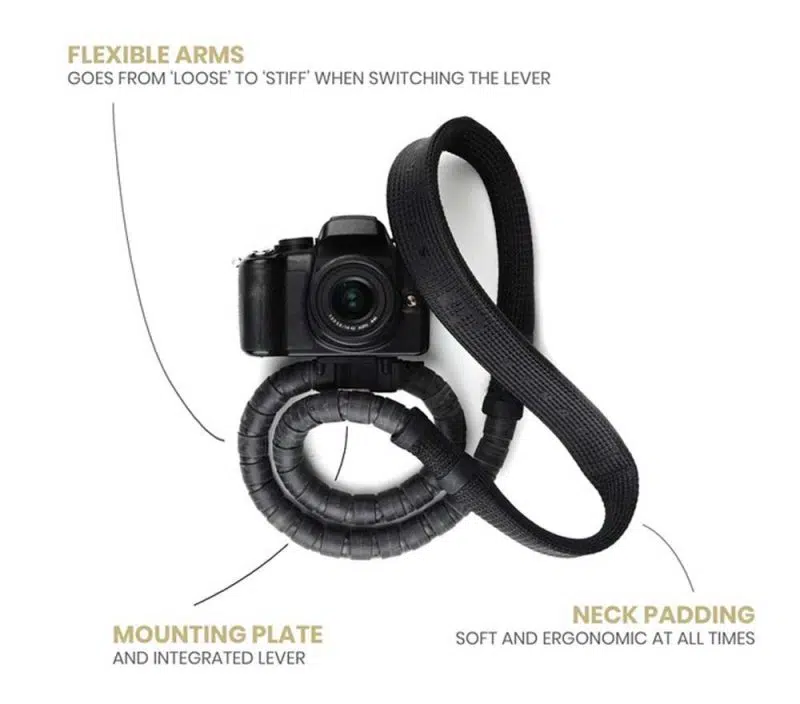 FLEXIBLE ARMS
GOES FROM 'LOOSE' TO 'STIFF' WHEN SWITCHING THE LEVER
MOUNTING PLATE
AND INTEGRATED LEVER
NECK PADDING
SOFT AND ERGONOMIC AT ALL TIMES